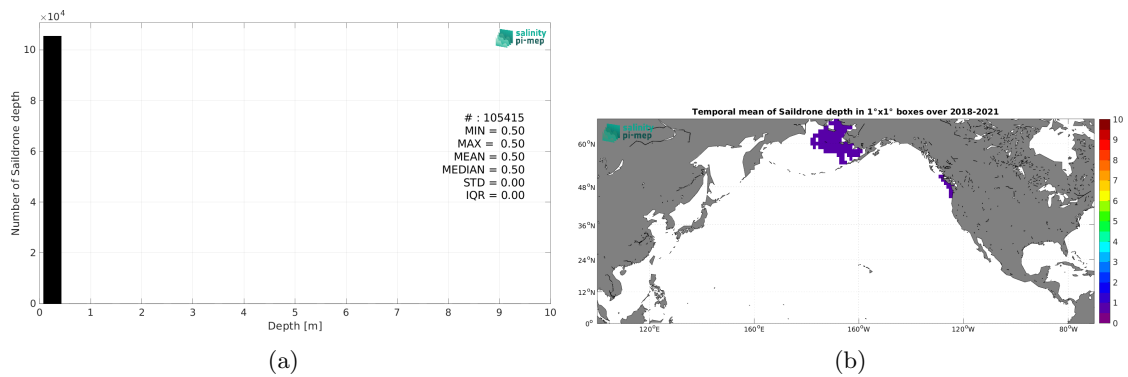 ×10⁴
salinity
pi-mep
10
8
6
4
2
0
Number of Saildrone depth
# : 105415
MIN = 0.50
MAX = 0.50
MEAN = 0.50
MEDIAN = 0.50
STD = 0.00
IQR = 0.00
0 1 2 3 4 5 6 7 8 9 10
Depth [m]
(a)
Temporal mean of Saildrone depth in 1°x1° boxes over 2018-2021
salinity
pi-mep
60°N
48°N
36°N
24°N
12°N
0°
120°E 160°E 160°W 120°W 80°W
10
9
8
7
6
5
4
3
2
1
0
(b)